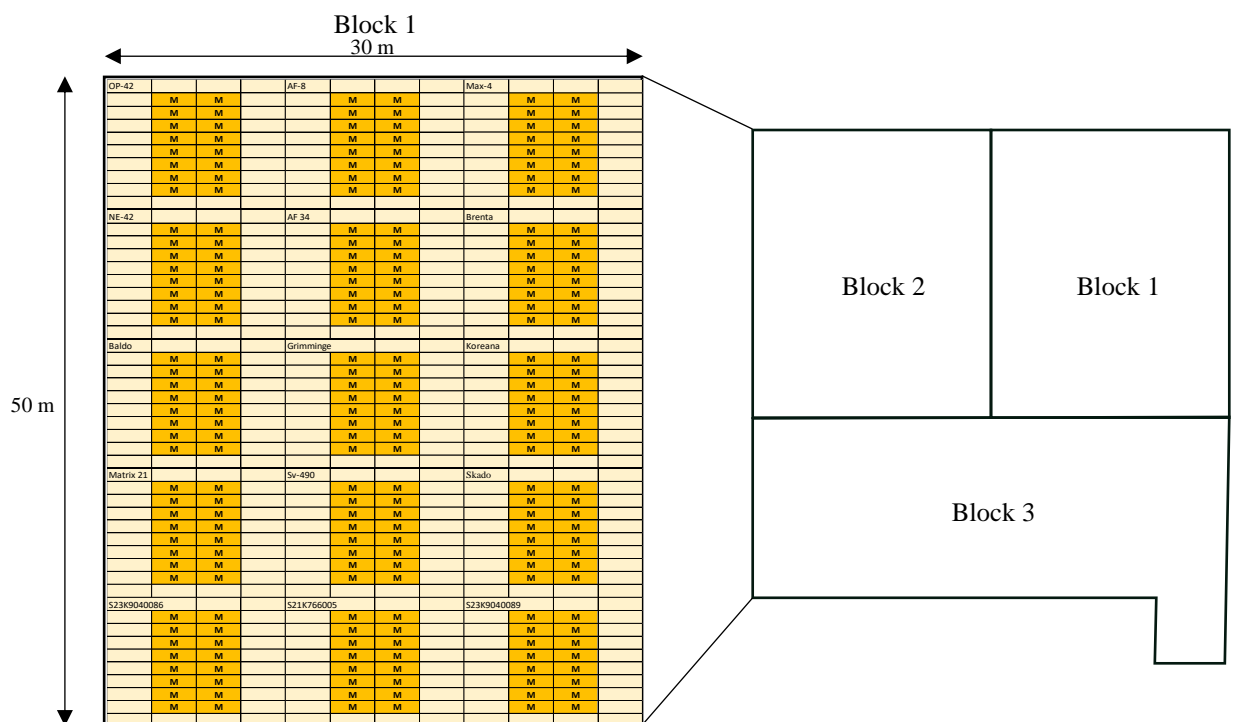 Block 1
30 m
50 m
OP-42 AF-8 Max-4
M M M M M M
M M M M M M
M M M M M M
M M M M M M
M M M M M M
M M M M M M
M M M M M M
M M M M M M
NE-42 AF 34 Brenta
M M M M M M
M M M M M M
M M M M M M
M M M M M M
M M M M M M
M M M M M M
M M M M M M
M M M M M M
Baldo Grimminge Koreana
M M M M M M
M M M M M M
M M M M M M
M M M M M M
M M M M M M
M M M M M M
M M M M M M
M M M M M M
Matrix 21 Sv-490 Skado
M M M M M M
M M M M M M
M M M M M M
M M M M M M
M M M M M M
M M M M M M
M M M M M M
M M M M M M
S23K9040086 S21K766005 S23K9040089
M M M M M M
M M M M M M
M M M M M M
M M M M M M
M M M M M M
M M M M M M
M M M M M M
M M M M M M
Block 2 Block 1
Block 3